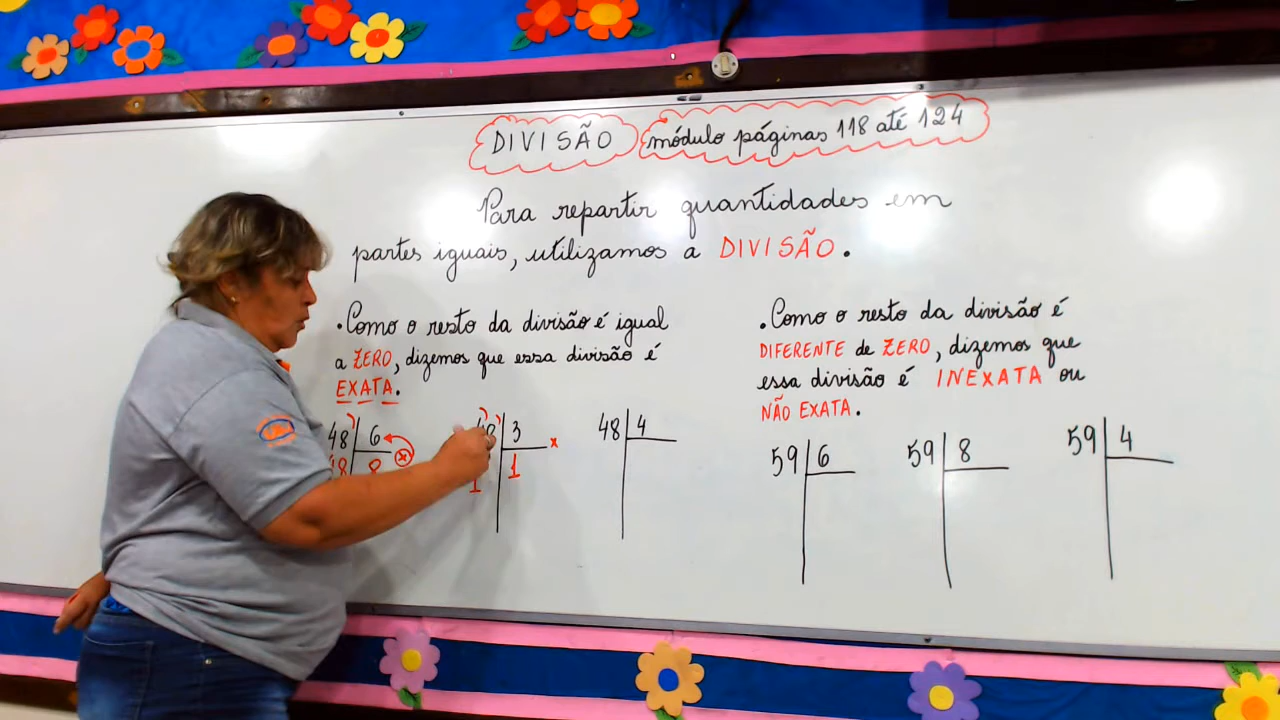 DIVISÃO módulo páginas 118 até 124
Para repartir quantidades em
partes iguais, utilizamos a DIVISÃO.
.Como o resto da divisão é igual
a ZERO, dizemos que essa divisão é
EXATA.
48 6
48 8 x
3 x
1 1
48 4
.Como o resto da divisão é
DIFERENTE de ZERO, dizemos que
essa divisão é INEXATA ou
NÃO EXATA.
59 6
59 8
59 4